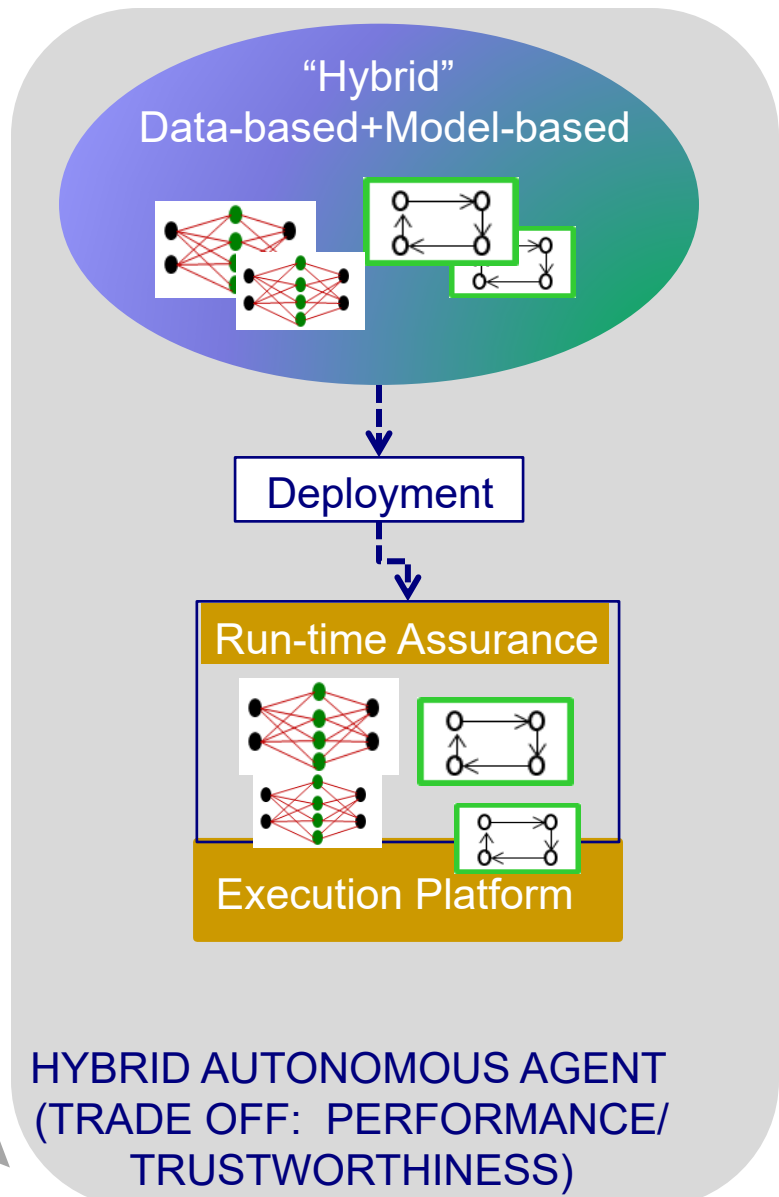 “Hybrid”
Data-based+Model-based
Deployment
Run-time Assurance
Execution Platform
HYBRID AUTONOMOUS AGENT
(TRADE OFF:  PERFORMANCE/
TRUSTWORTHINESS)